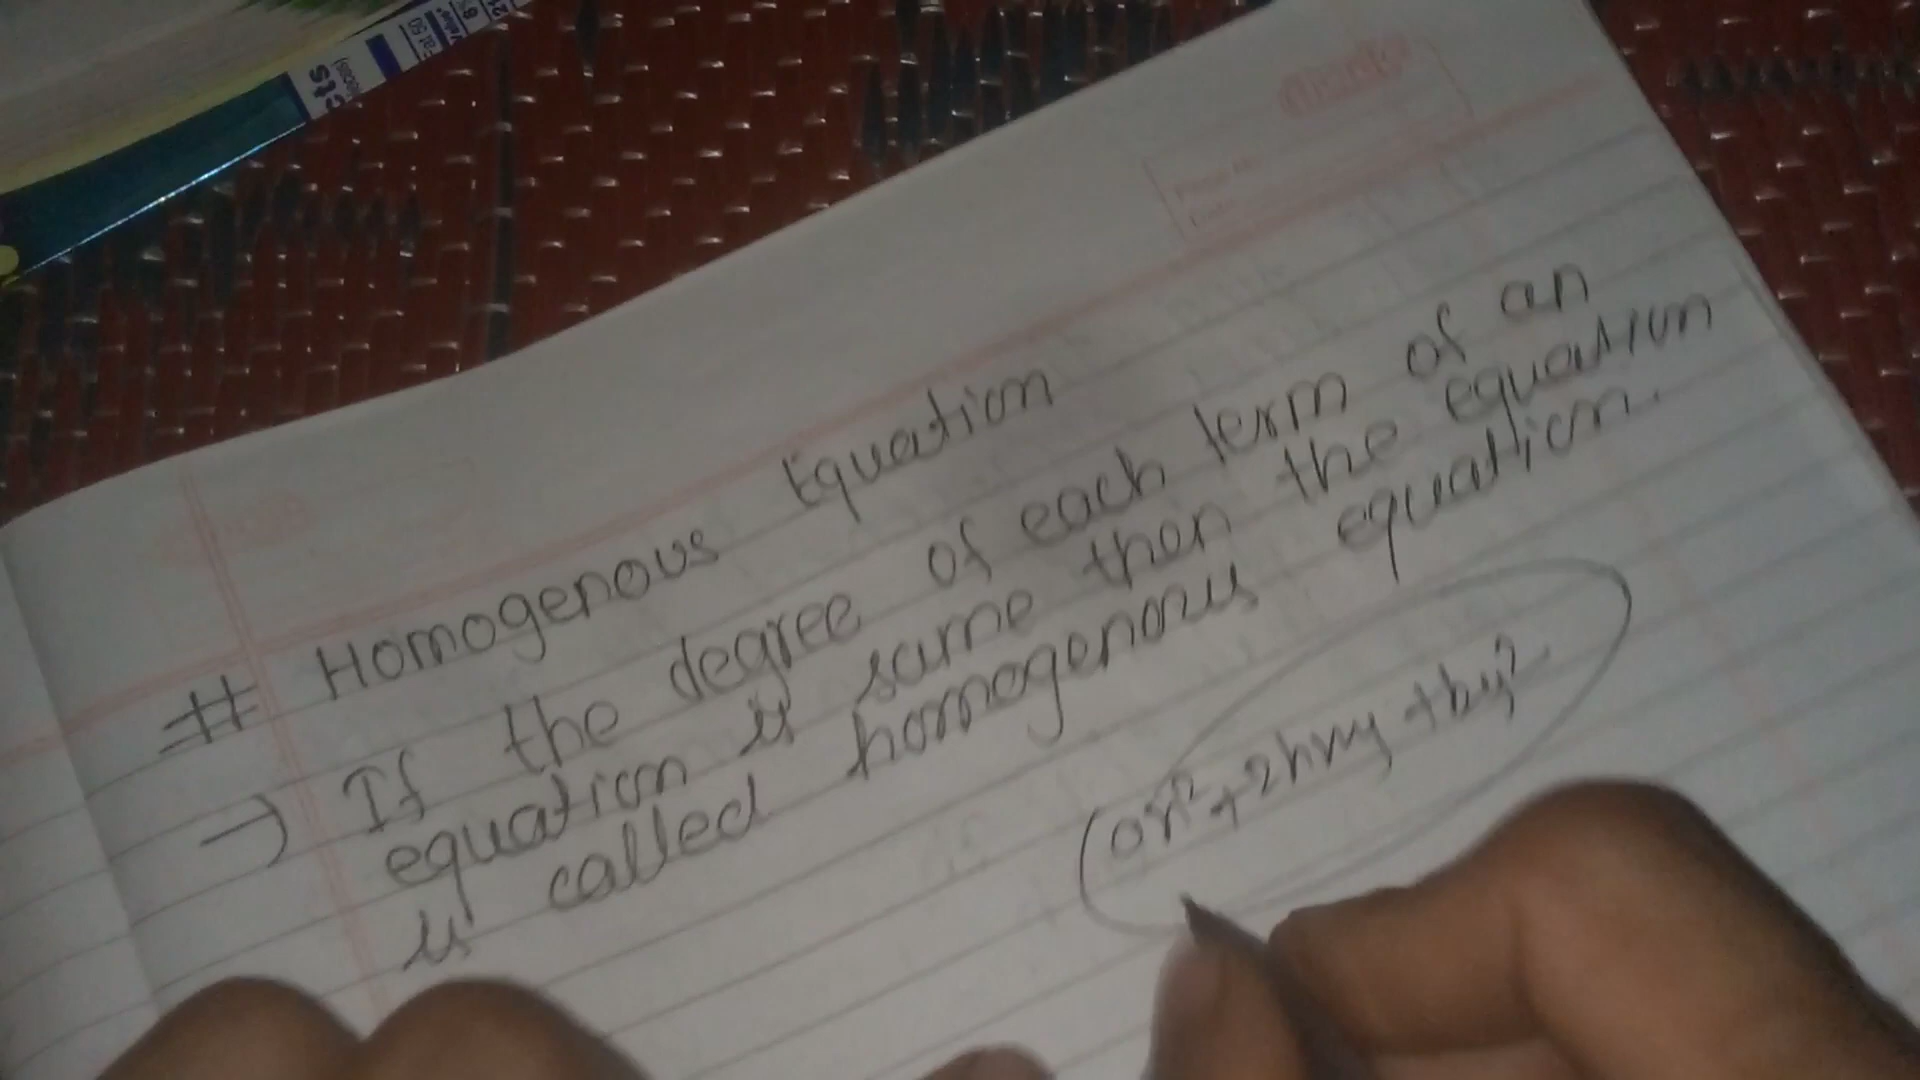 # Homogenous Equation
→ If the degree of each term of an
equation is same then the equation
is called homogenous equation.
(ax²+2hxy+by²
cts